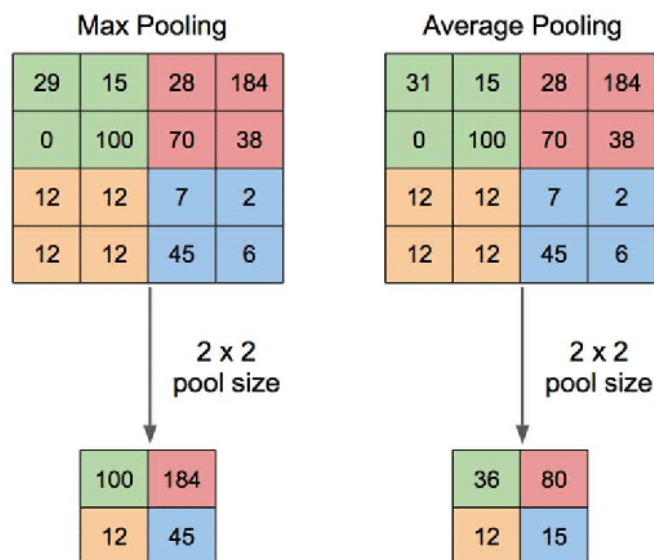 Max Pooling
29 15 28 184
0 100 70 38
12 12 7 2
12 12 45 6
2 x 2
pool size
100 184
12 45
Average Pooling
31 15 28 184
0 100 70 38
12 12 7 2
12 12 45 6
2 x 2
pool size
36 80
12 15